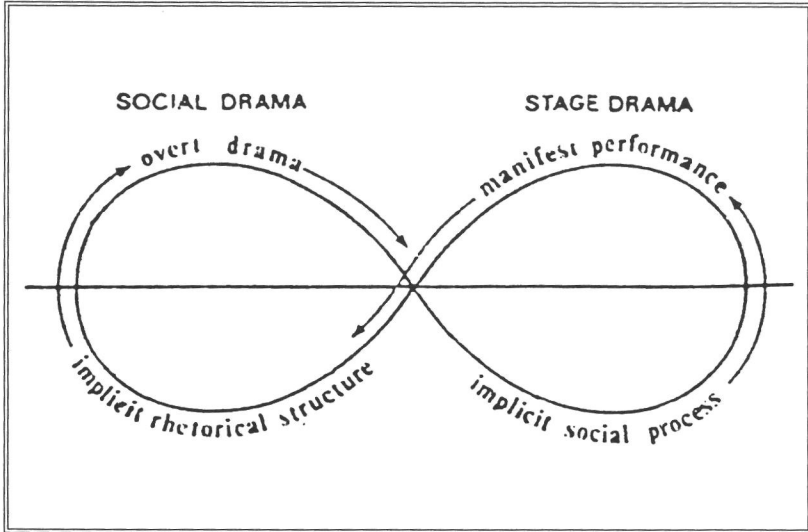 SOCIAL DRAMA
STAGE DRAMA
overt drama
manifest performance
implicit rhetorical structure
implicit social process